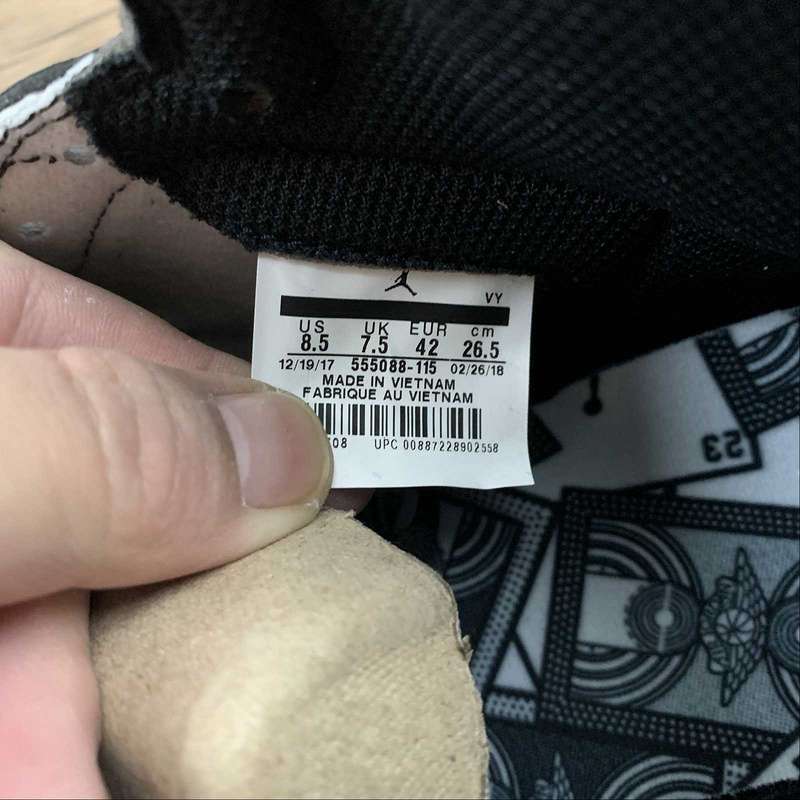 VY
US UK EUR cm
8.5 7.5 42 26.5
12/19/17 555088-115 02/26/18
MADE IN VIETNAM
FABRIQUE AU VIETNAM
UPC 00887228902558
23